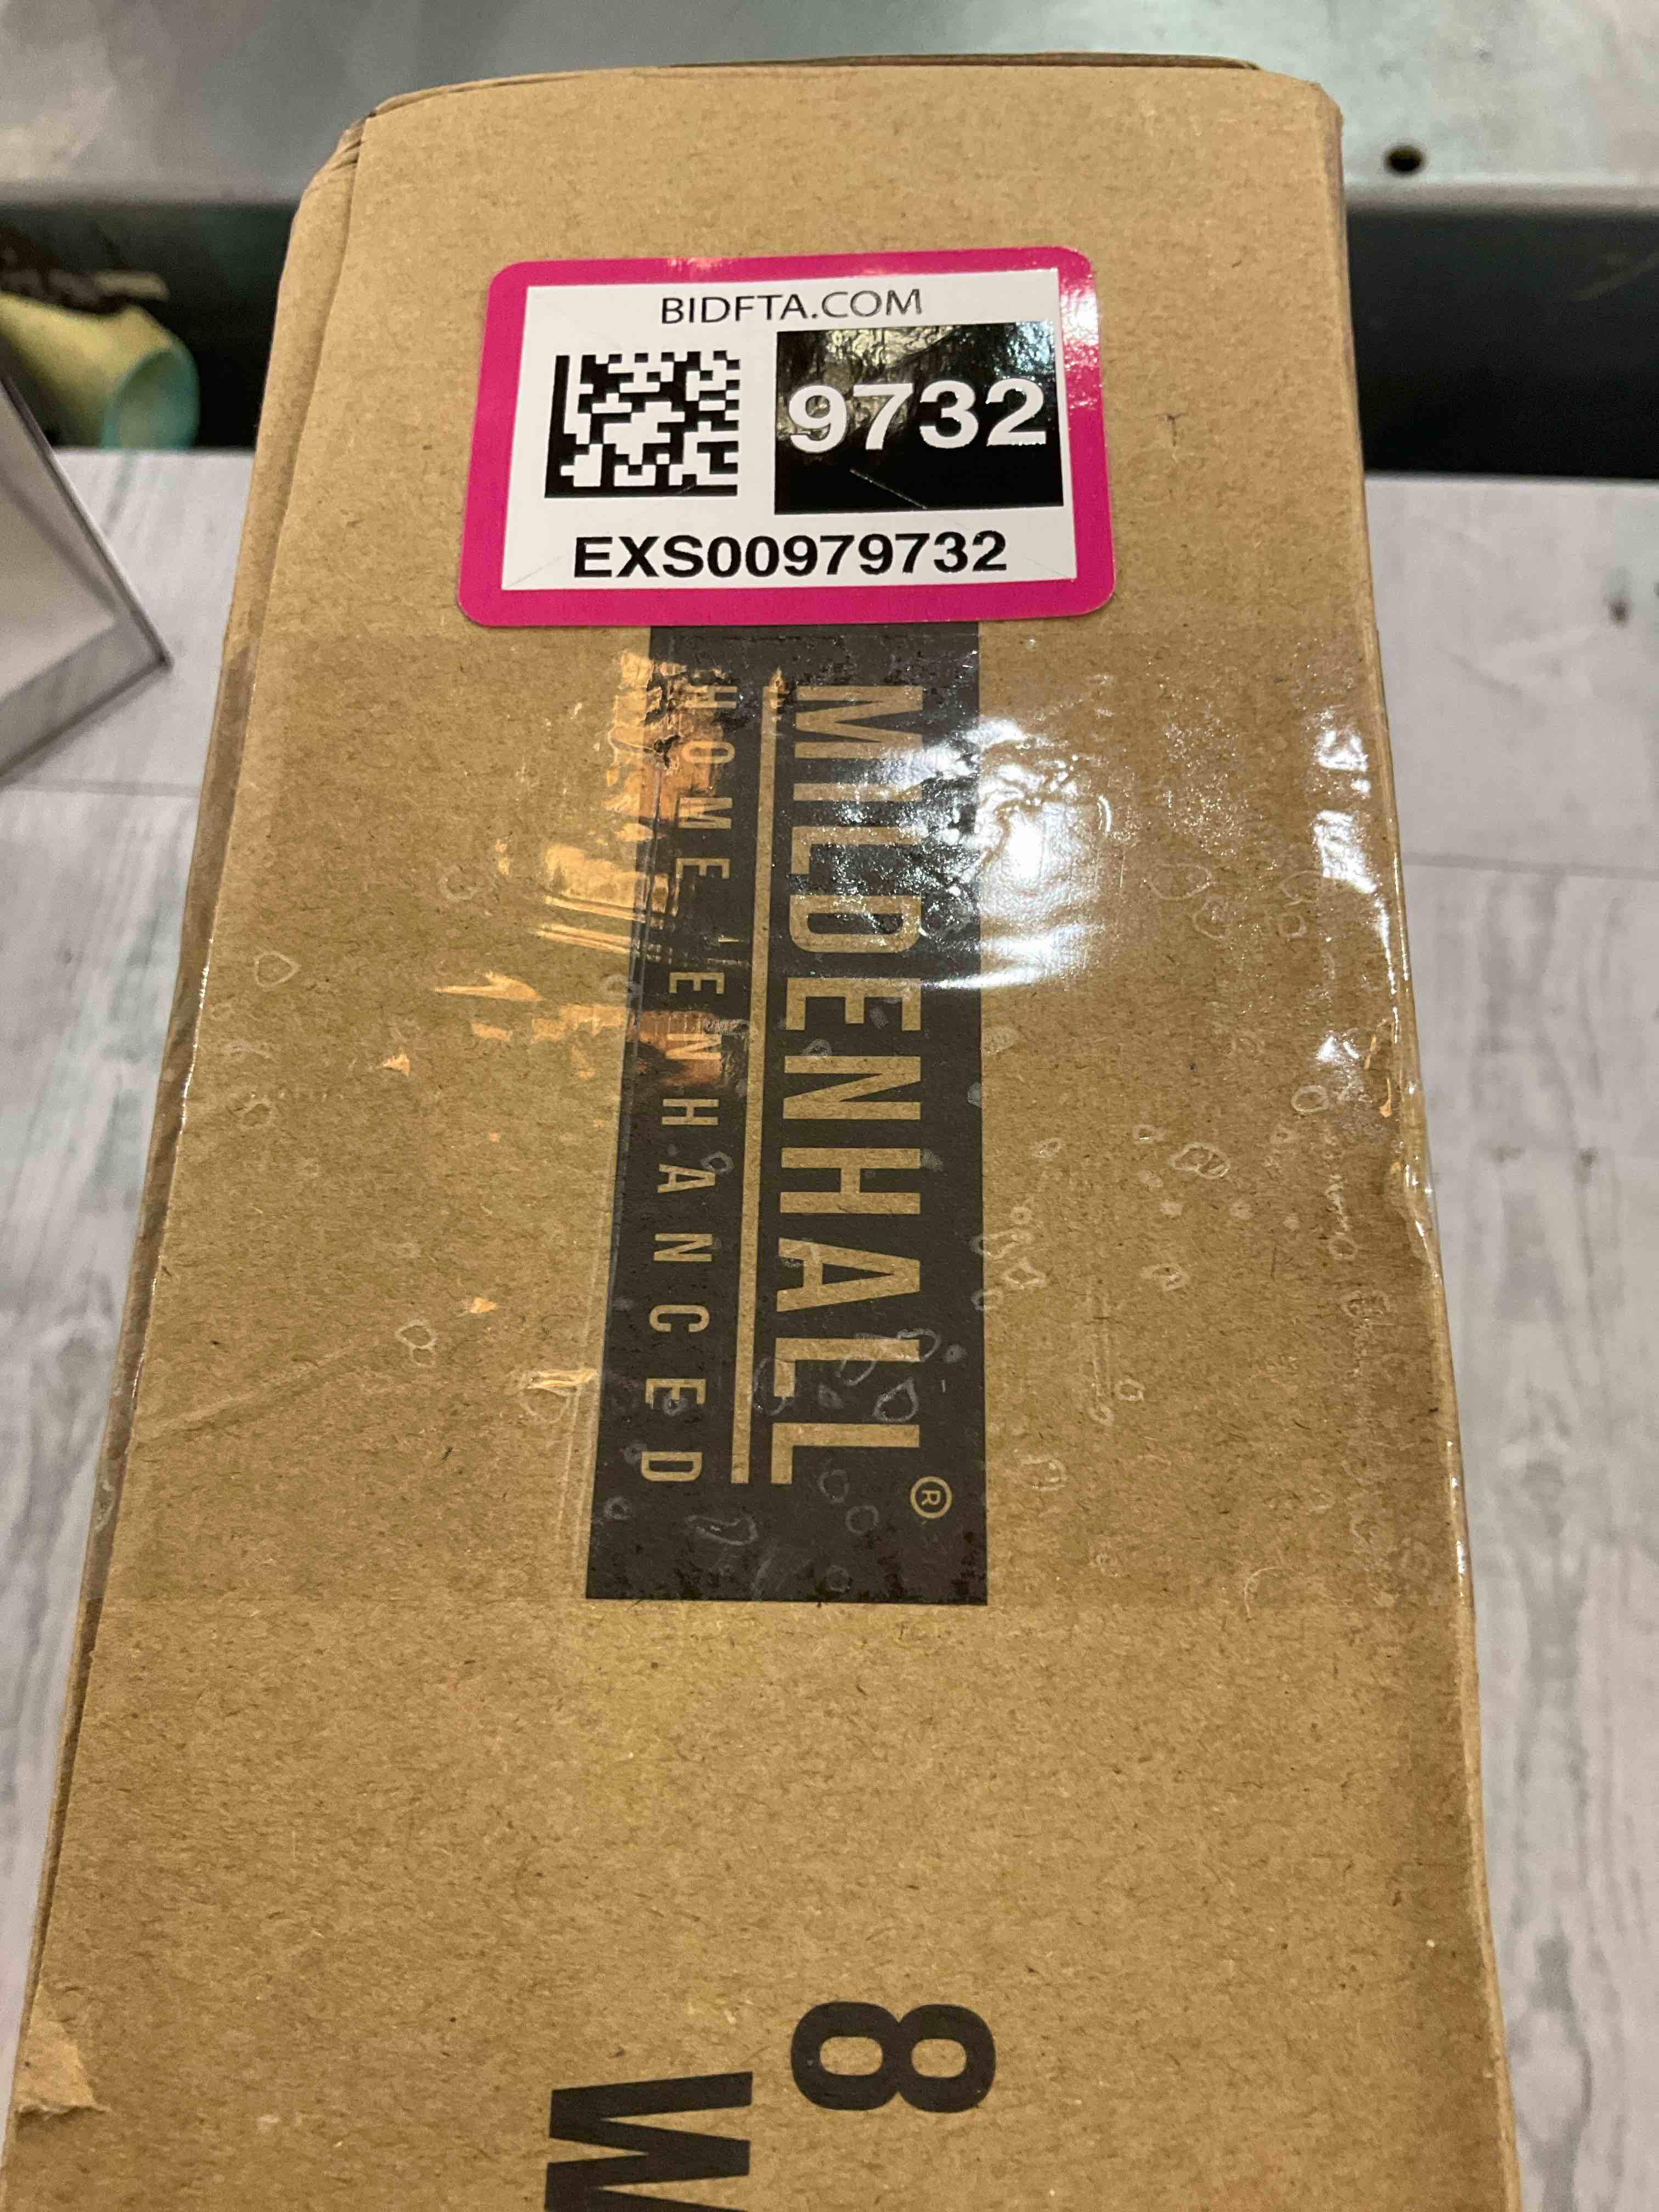 BIDFTA.COM
9732
EXS00979732
MILDENHALL®
HOME ENHANCED
8
W